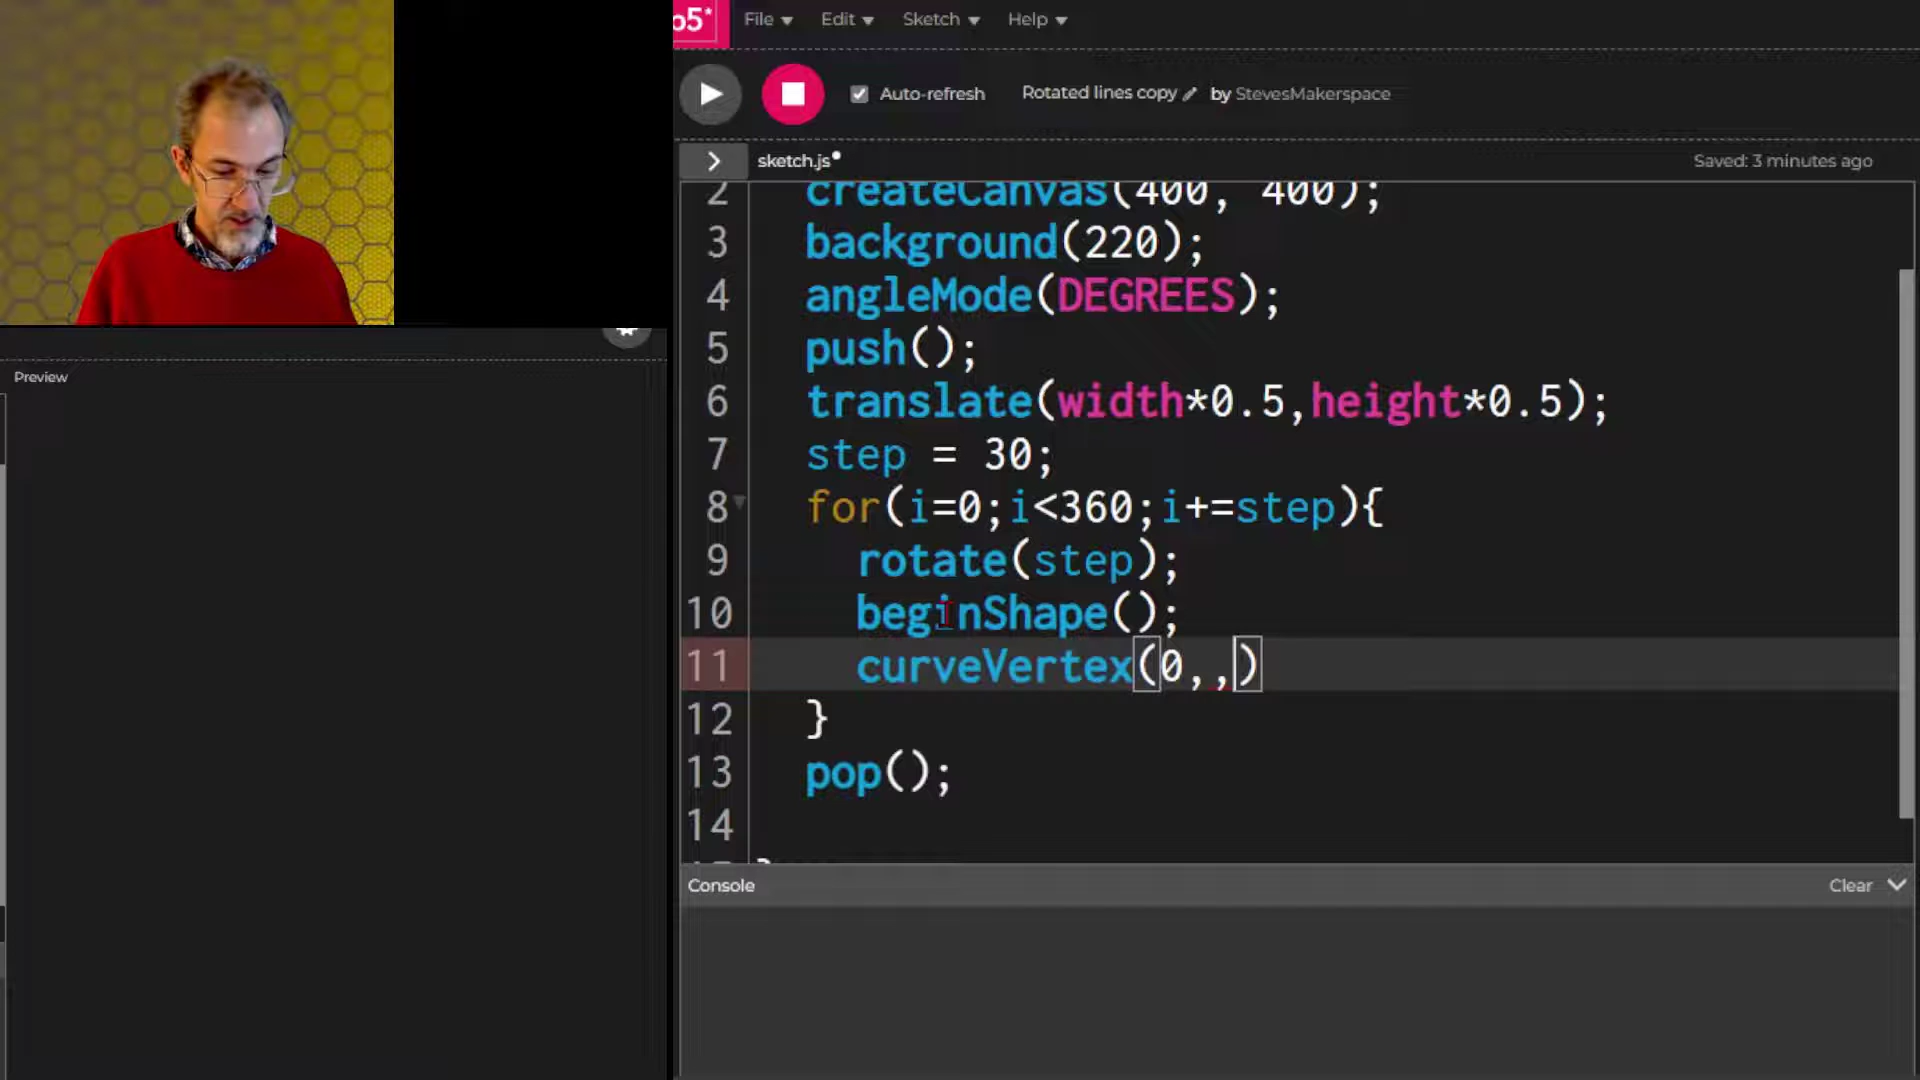 p5*
File
Edit
Sketch
Help
Auto-refresh
Rotated lines copy
by StevesMakerspace
sketch.js
Saved: 3 minutes ago
Preview
2 createCanvas(400, 400);
3 background(220);
4 angleMode(DEGREES);
5 push();
6 translate(width*0.5,height*0.5);
7 step = 30;
8 for(i=0;i<360;i+=step){
9 rotate(step);
10 beginShape();
11 curveVertex(0,,)
12 }
13 pop();
14
Console
Clear